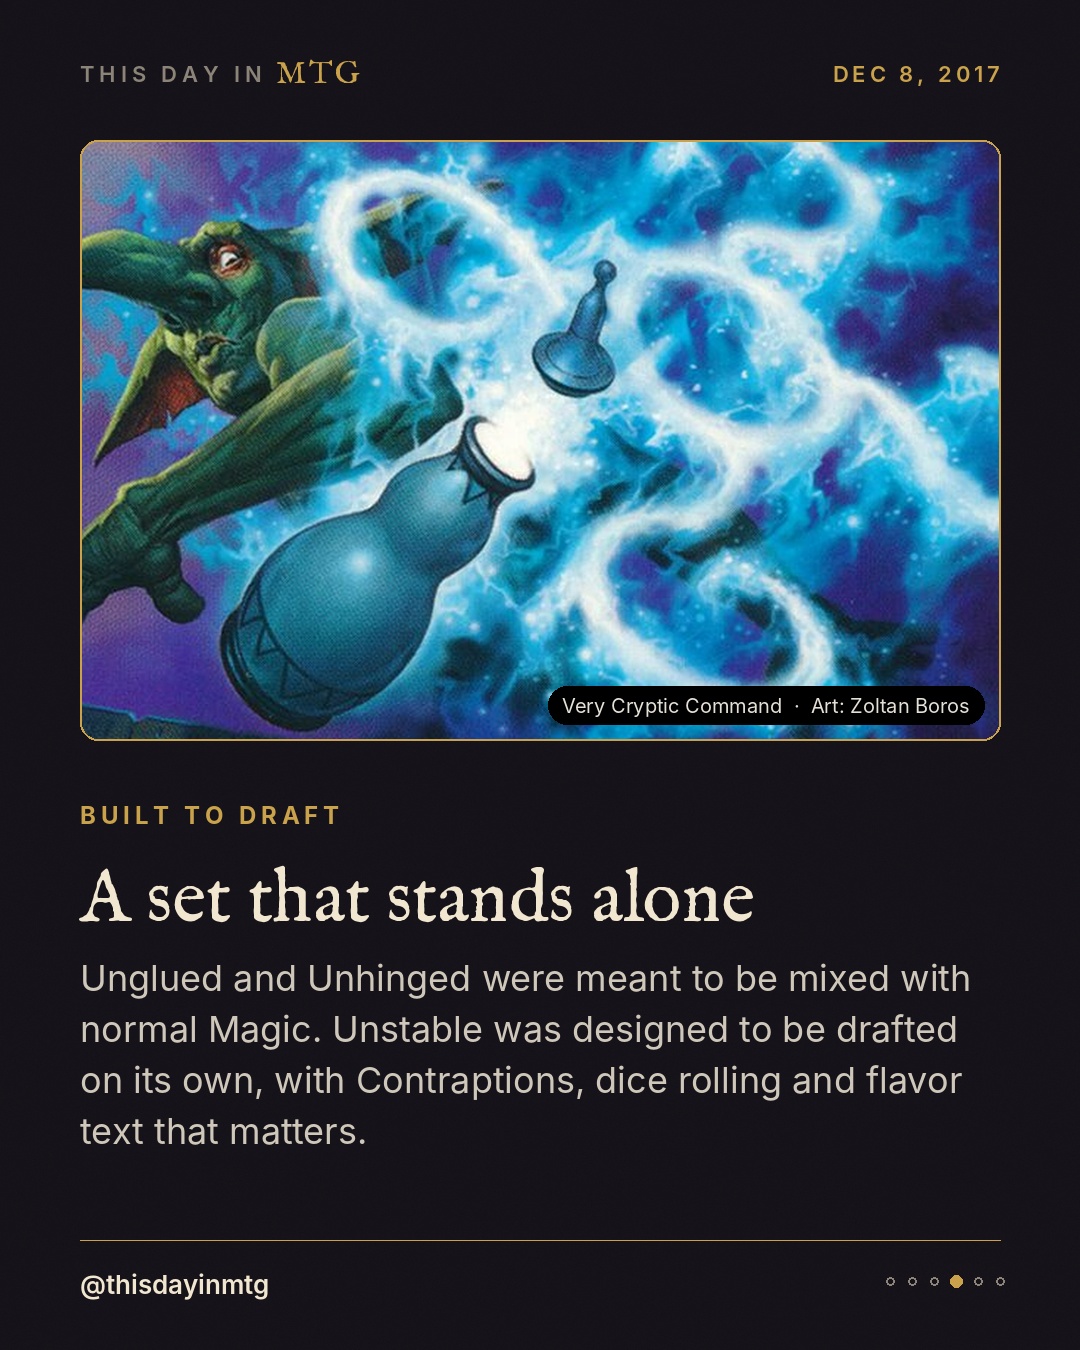 THIS DAY IN MTG
DEC 8, 2017
Very Cryptic Command · Art: Zoltan Boros
BUILT TO DRAFT
A set that stands alone
Unglued and Unhinged were meant to be mixed with
normal Magic. Unstable was designed to be drafted
on its own, with Contraptions, dice rolling and flavor
text that matters.
@thisdayinmtg